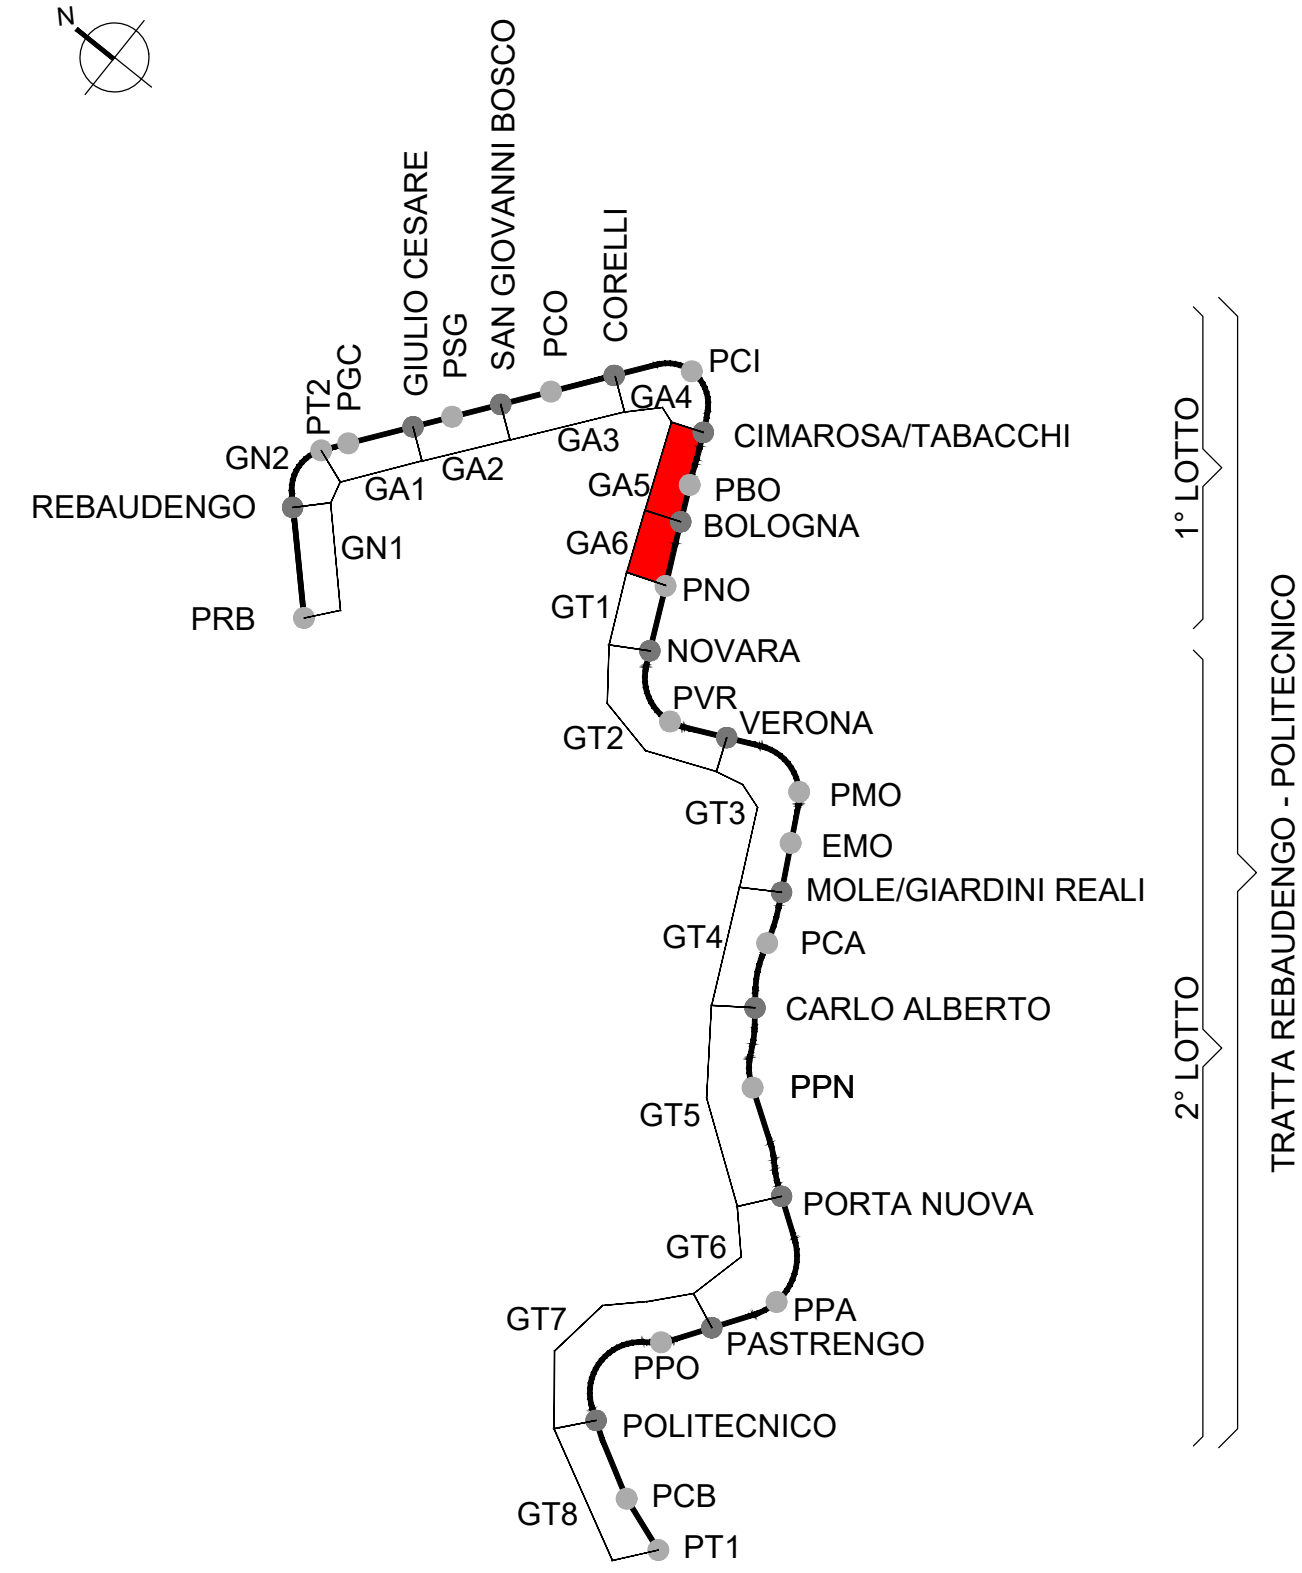 N
SAN GIOVANNI BOSCO
GIULIO CESARE
CORELLI
PCO
PSG
PGC
PT2
PCI
GA4
CIMAROSA/TABACCHI
GA3
GN2
GA2
GA1
GA5
PBO
REBAUDENGO
BOLOGNA
GN1
GA6
PNO
GT1
PRB
NOVARA
PVR
VERONA
GT2
PMO
GT3
EMO
MOLE/GIARDINI REALI
GT4
PCA
CARLO ALBERTO
PPN
GT5
PORTA NUOVA
GT6
PPA
GT7
PASTRENGO
PPO
POLITECNICO
PCB
GT8
PT1
1° LOTTO
2° LOTTO
TRATTA REBAUDENGO - POLITECNICO